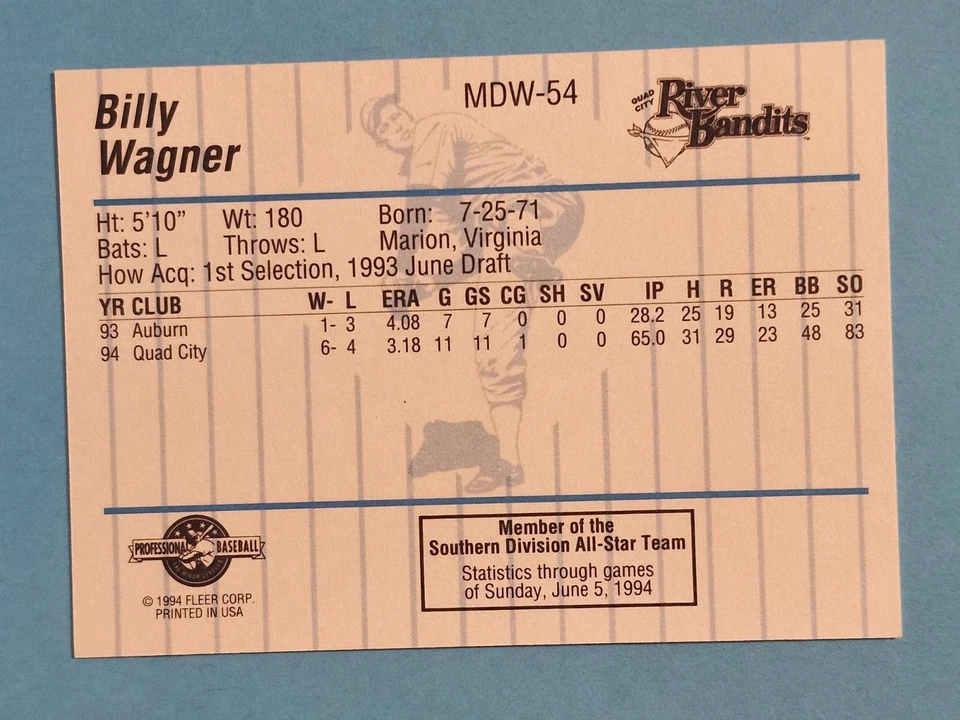 Billy
Wagner
MDW-54
QUAD CITY
River
Bandits
Ht: 5'10" Wt: 180 Born: 7-25-71
Bats: L Throws: L Marion, Virginia
How Acq: 1st Selection, 1993 June Draft
YR CLUB W- L ERA G GS CG SH SV IP H R ER BB SO
93 Auburn 1- 3 4.08 7 7 0 0 0 28.2 25 19 13 25 31
94 Quad City 6- 4 3.18 11 11 1 0 0 65.0 31 29 23 48 83
PROFESSIONAL BASEBALL
THE MINOR LEAGUES
© 1994 FLEER CORP.
PRINTED IN USA
Member of the
Southern Division All-Star Team
Statistics through games
of Sunday, June 5, 1994